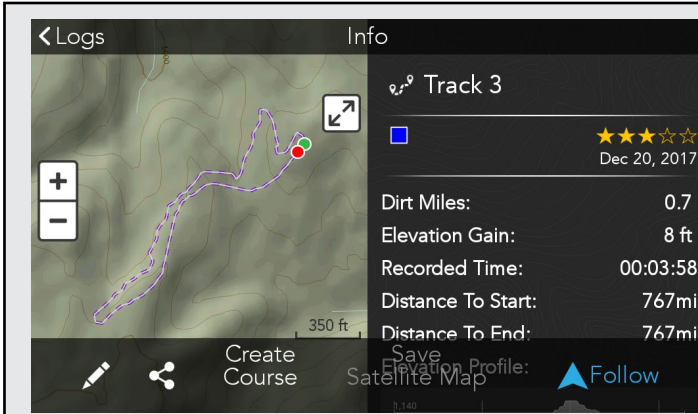 Logs
Info
Track 3
Dec 20, 2017
Dirt Miles: 0.7
Elevation Gain: 8 ft
Recorded Time: 00:03:58
Distance To Start: 767mi
350 ft
Distance To End: 767mi
Elevation Profile:
Create
Course
Save
Satellite Map
Follow
1,140